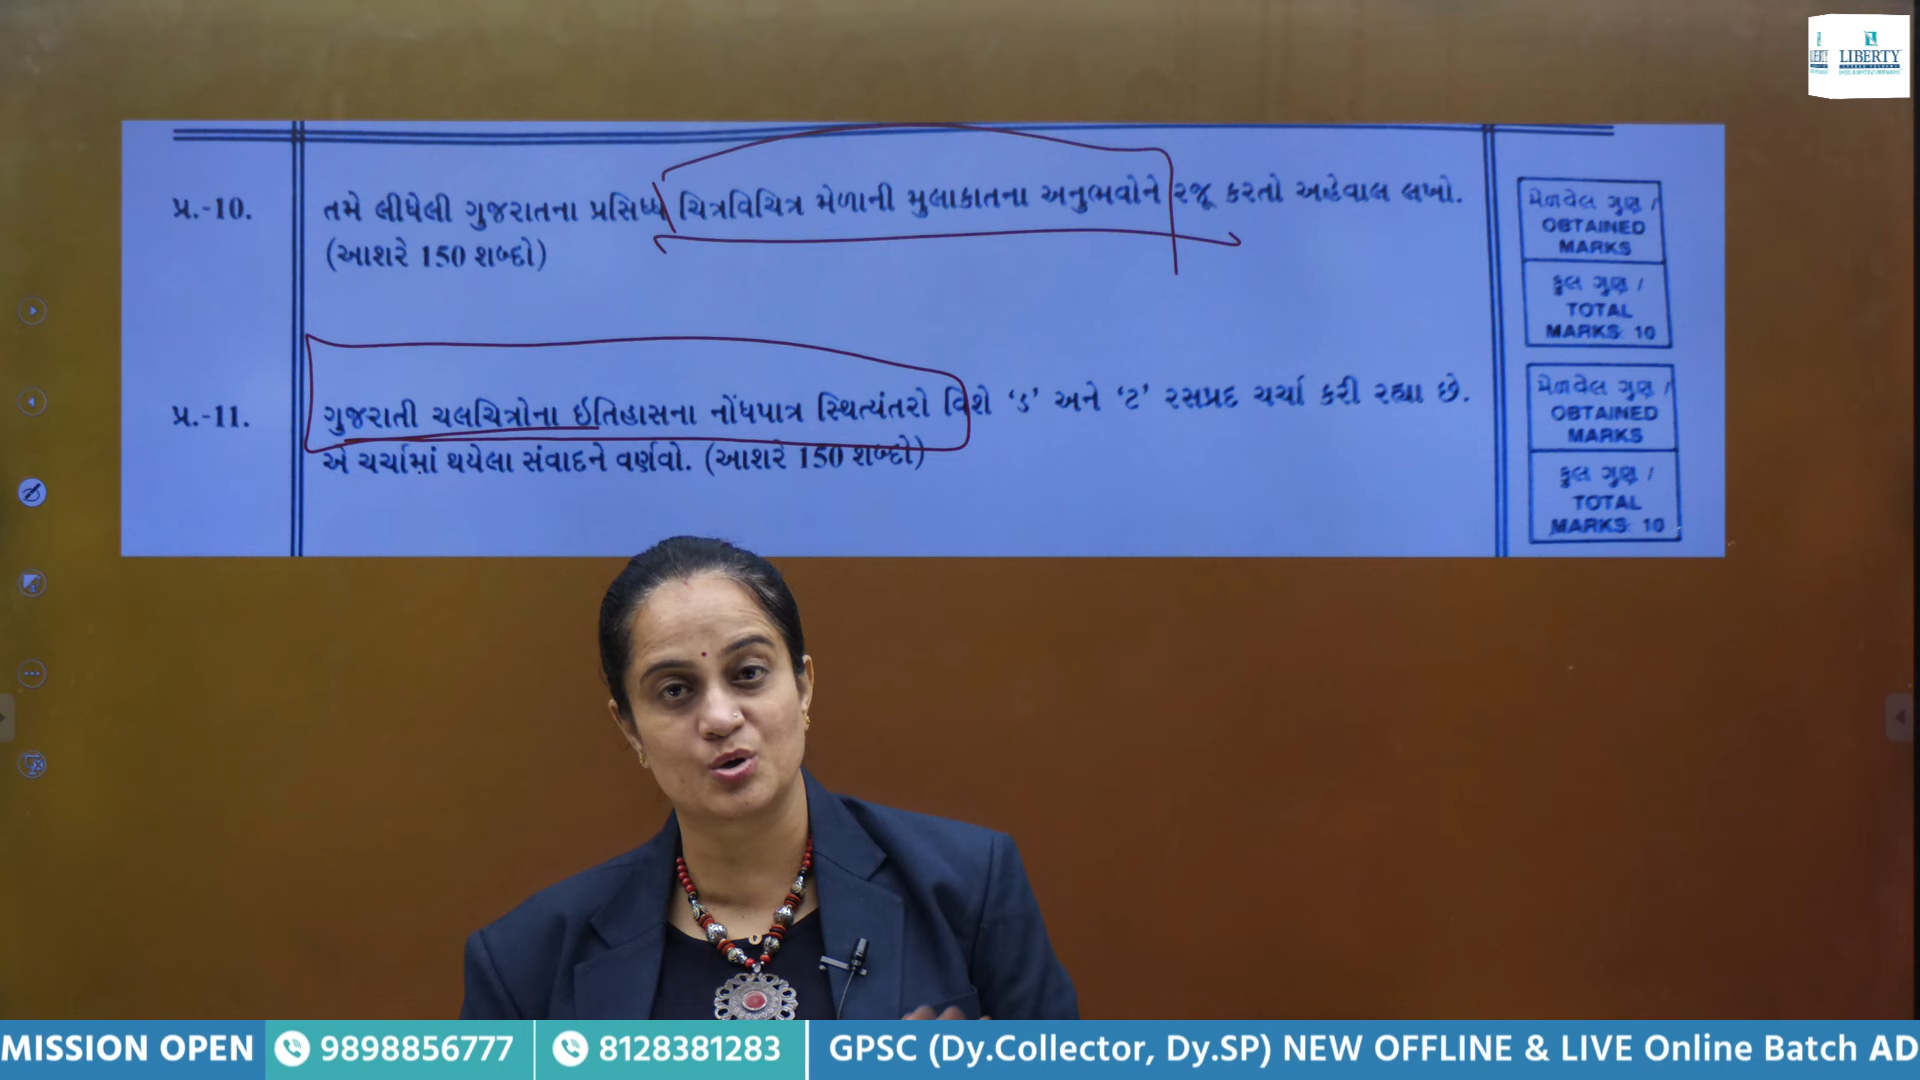 LIBERTY
પ્ર.-10.
તમે લીધેલી ગુજરાતના પ્રસિધ્ધ ચિત્રવિચિત્ર મેળાની મુલાકાતના અનુભવોને રજૂ કરતો અહેવાલ લખો.
(આશરે 150 શબ્દો)
મેળવેલ ગુણ /
OBTAINED
MARKS
કુલ ગુણ /
TOTAL
MARKS: 10
પ્ર.-11.
ગુજરાતી ચલચિત્રોના ઇતિહાસના નોંધપાત્ર સ્થિત્યંતરો વિશે ‘ડ’ અને ‘ટ’ રસપ્રદ ચર્ચા કરી રહ્યા છે.
એ ચર્ચામાં થયેલા સંવાદને વર્ણવો. (આશરે 150 શબ્દો)
મેળવેલ ગુણ /
OBTAINED
MARKS
કુલ ગુણ /
TOTAL
MARKS: 10
MISSION OPEN 9898856777 8128381283 GPSC (Dy.Collector, Dy.SP) NEW OFFLINE & LIVE Online Batch AD